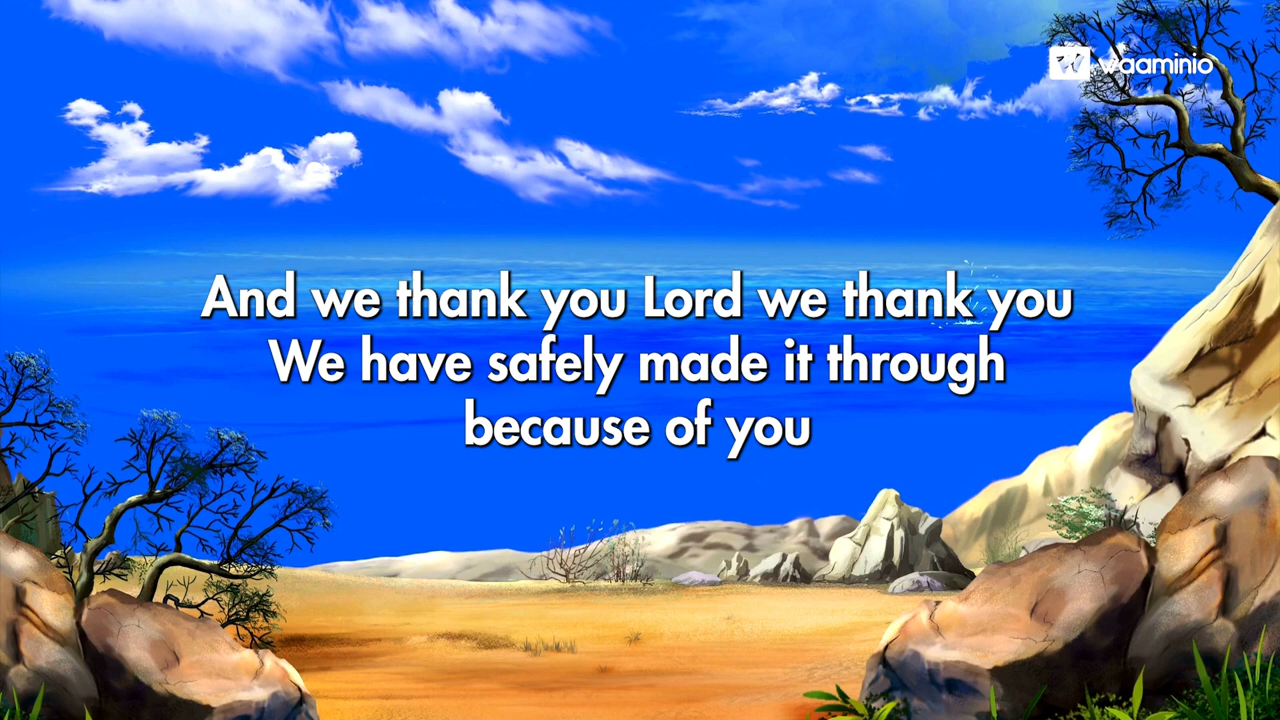 waaminio
And we thank you Lord we thank you
We have safely made it through
because of you